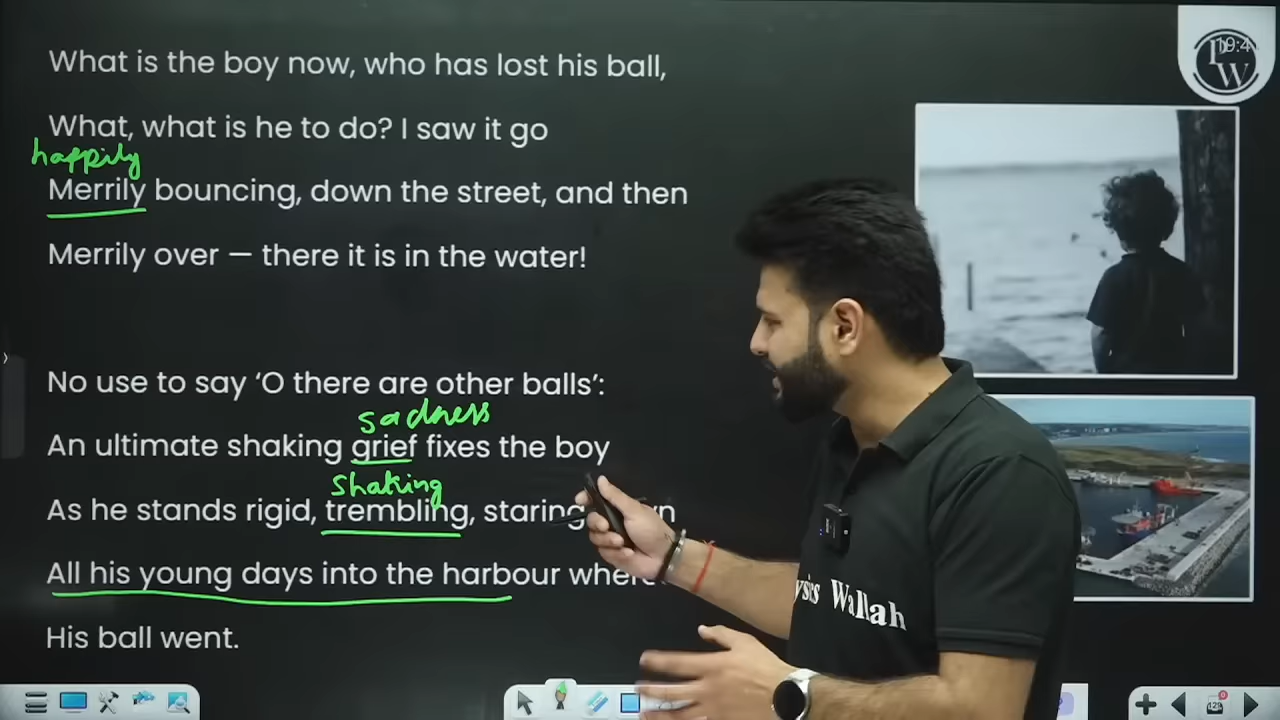 What is the boy now, who has lost his ball,
What, what is he to do? I saw it go
happily
Merrily bouncing, down the street, and then
Merrily over — there it is in the water!
No use to say ‘O there are other balls’:
sadness
An ultimate shaking grief fixes the boy
shaking
As he stands rigid, trembling, staring
All his young days into the harbour where
His ball went.
Wallah
19:4
W